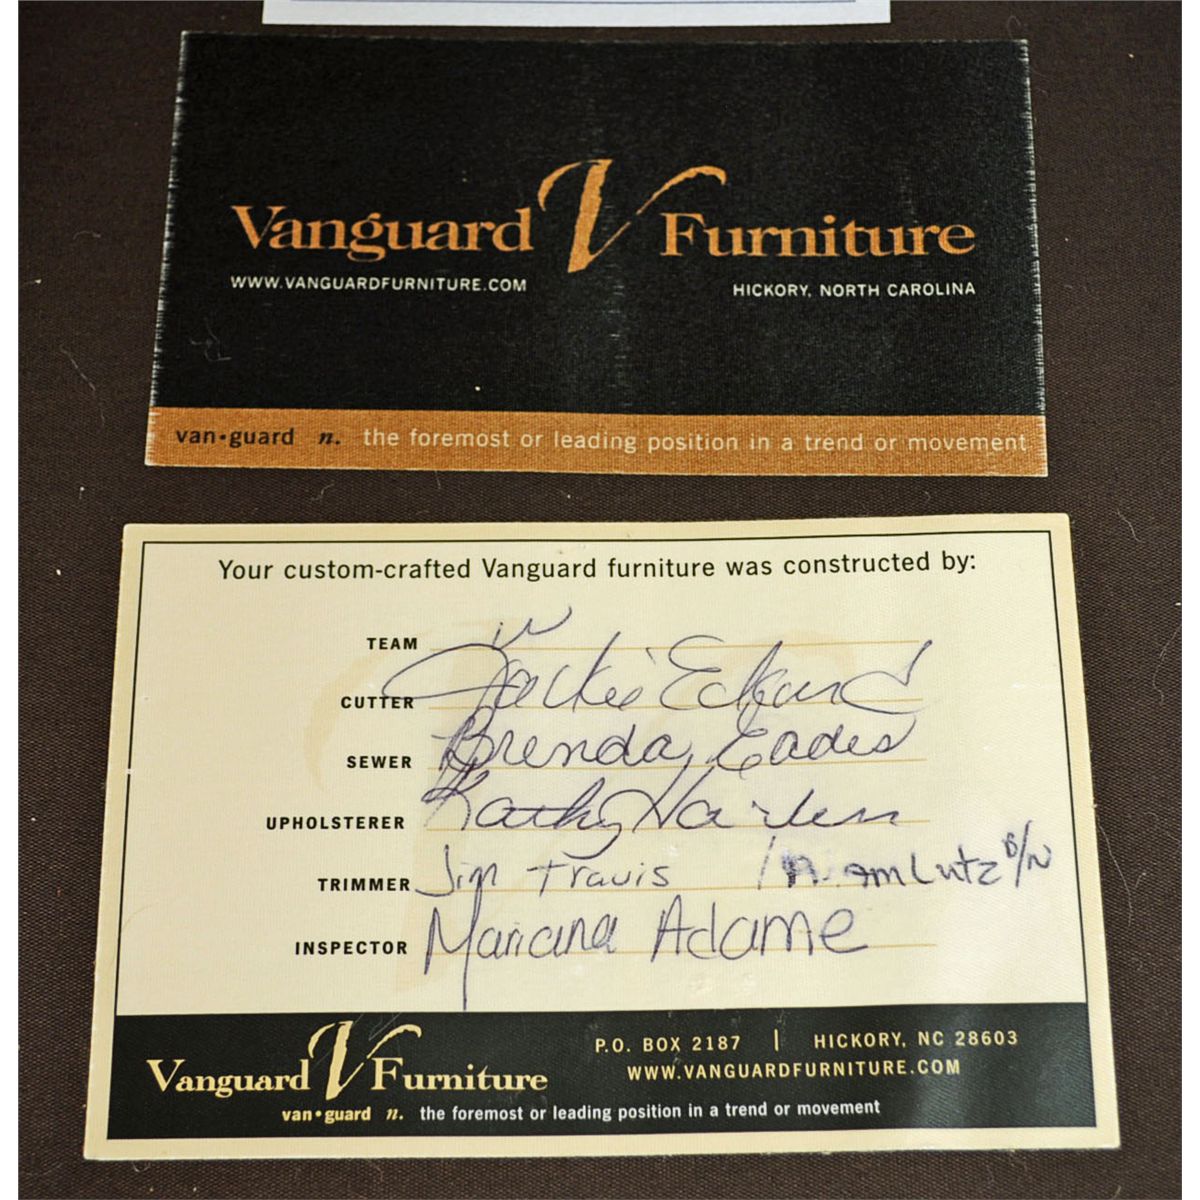 Vanguard V Furniture
WWW.VANGUARDFURNITURE.COM HICKORY, NORTH CAROLINA
van•guard n. the foremost or leading position in a trend or movement
Your custom-crafted Vanguard furniture was constructed by:
TEAM
CUTTER Jackie Eckard
SEWER Brenda Eades
UPHOLSTERER Kathy
TRIMMER Jim Travis Lutz
INSPECTOR Mariana Adame
Vanguard V Furniture
P.O. BOX 2187 | HICKORY, NC 28603
WWW.VANGUARDFURNITURE.COM
van•guard n. the foremost or leading position in a trend or movement